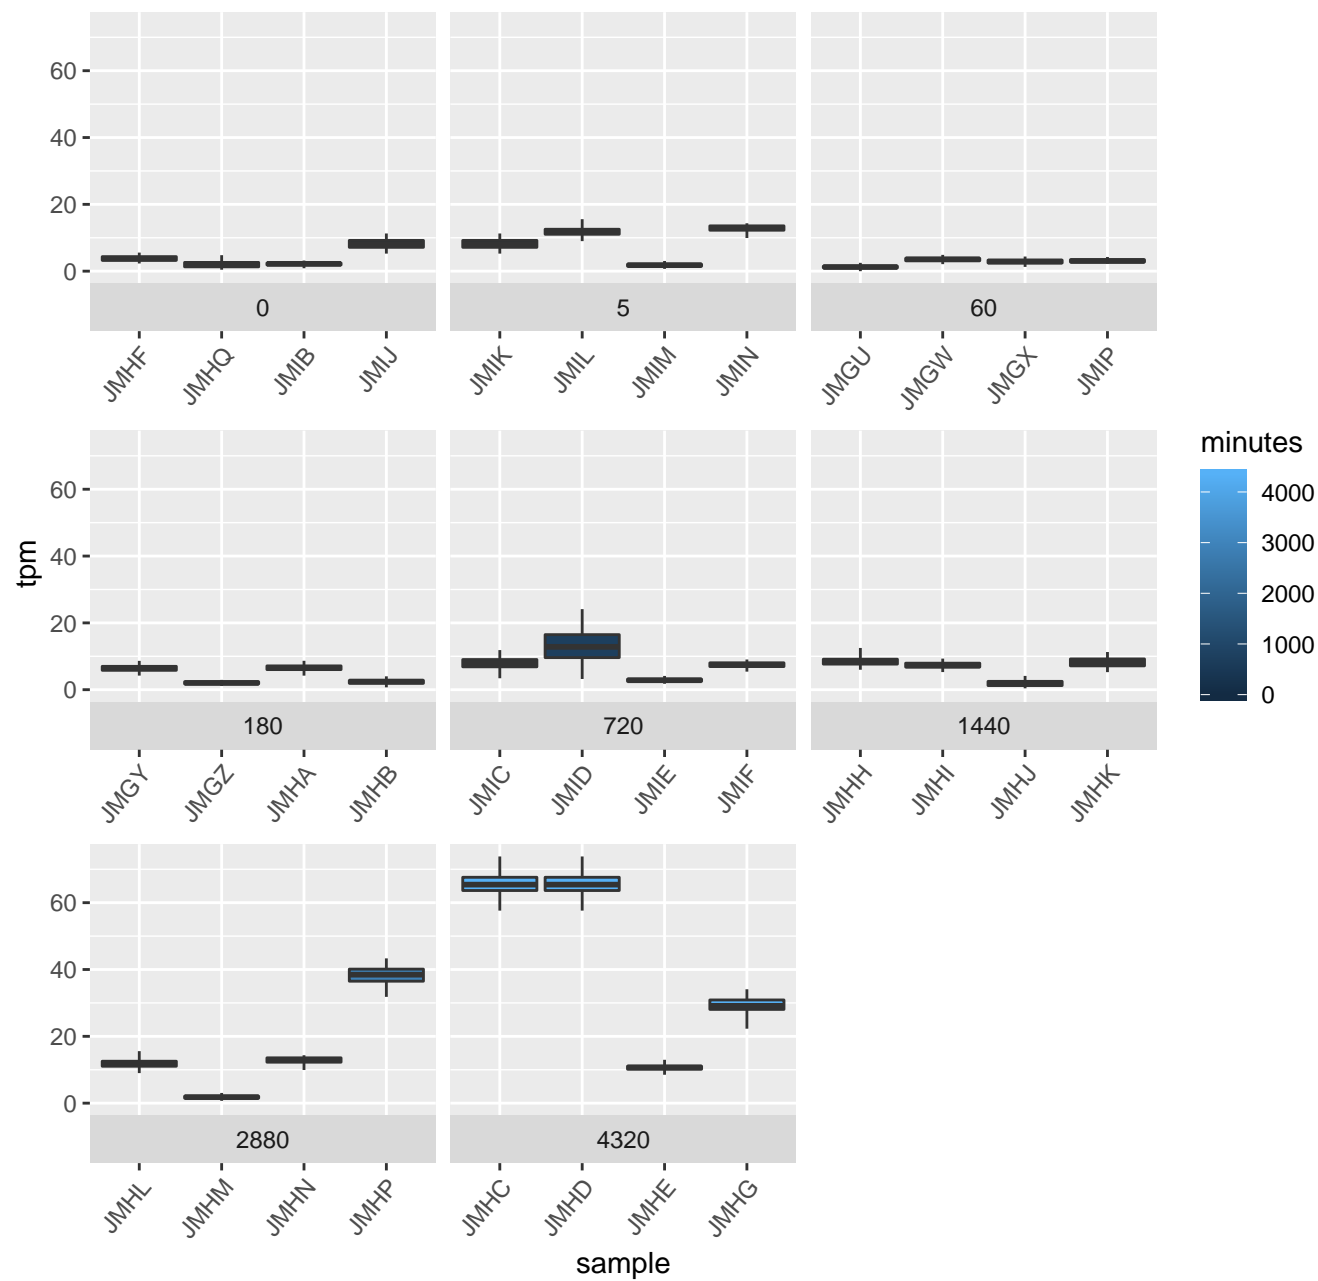 60
40
20
0
0
5
60
JMHF JMHQ JMIB JMIJ
JMIK JMIL JMIM JMIN
JMGU JMGW JMGX JMIP
tpm
60
40
20
0
180
720
1440
JMGY JMGZ JMHA JMHB
JMIC JMID JMIE JMIF
JMHH JMHI JMHJ JMHK
60
40
20
0
2880
4320
JMHL JMHM JMHN JMHP
JMHC JMHD JMHE JMHG
sample
minutes
4000
3000
2000
1000
0